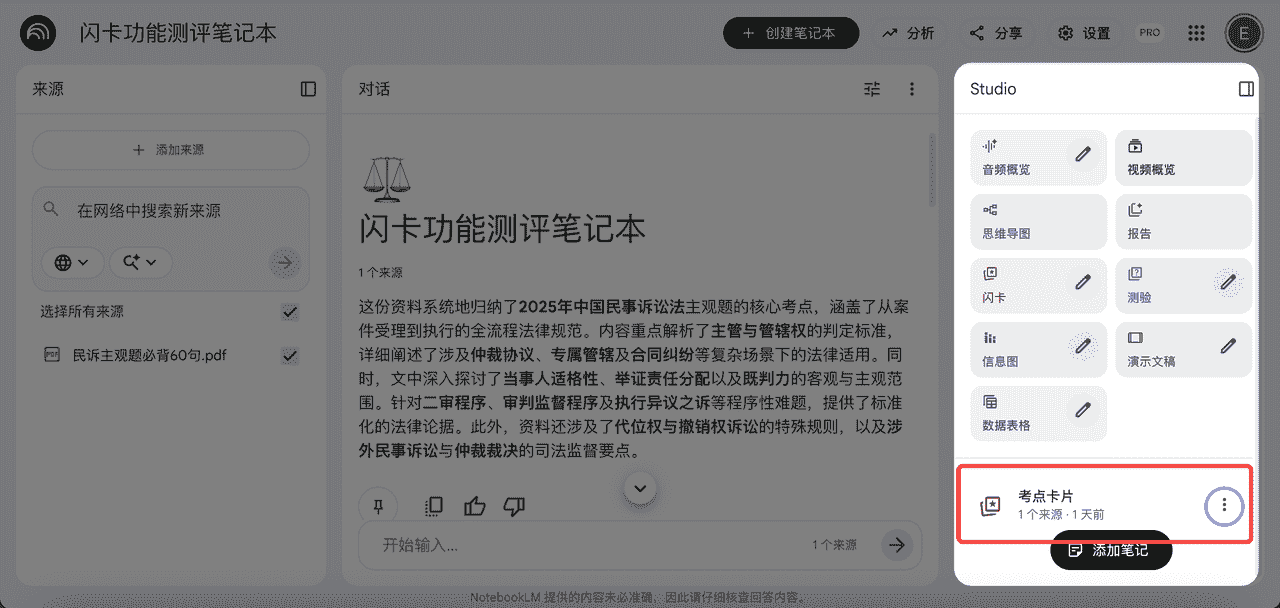 闪卡功能测评笔记本
创建笔记本
分析
分享
设置
PRO
E
来源
添加来源
在网络中搜索新来源
选择所有来源
PDF
民诉主观题必背60句.pdf
对话
闪卡功能测评笔记本
1 个来源
这份资料系统地归纳了2025年中国民事诉讼法主观题的核心考点，涵盖了从案
件受理到执行的全流程法律规范。内容重点解析了主管与管辖权的判定标准，
详细阐述了涉及仲裁协议、专属管辖及合同纠纷等复杂场景下的法律适用。同
时，文中深入探讨了当事人适格性、举证责任分配以及既判力的客观与主观范
围。针对二审程序、审判监督程序及执行异议之诉等程序性难题，提供了标准
化的法律论据。此外，资料还涉及了代位权与撤销权诉讼的特殊规则，以及涉
外民事诉讼与仲裁裁决的司法监督要点。
开始输入...
1 个来源
NotebookLM 提供的内容未必准确，因此请仔细核查回答内容。
Studio
音频概览
视频概览
思维导图
报告
闪卡
测验
信息图
演示文稿
数据表格
考点卡片
1 个来源 · 1 天前
添加笔记